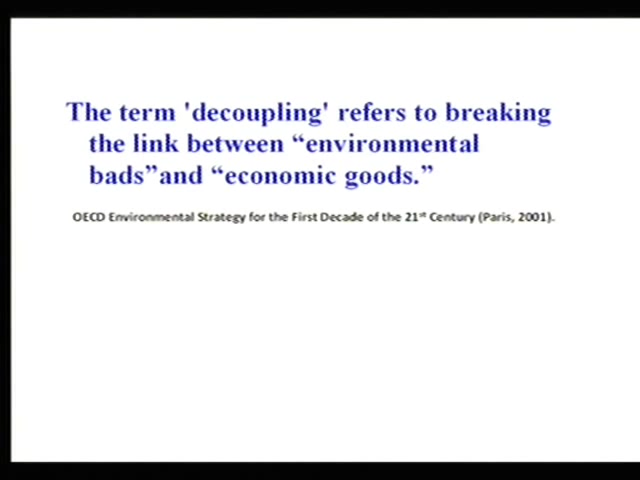 The term 'decoupling' refers to breaking
the link between “environmental
bads”and “economic goods.”
OECD Environmental Strategy for the First Decade of the 21st Century (Paris, 2001).